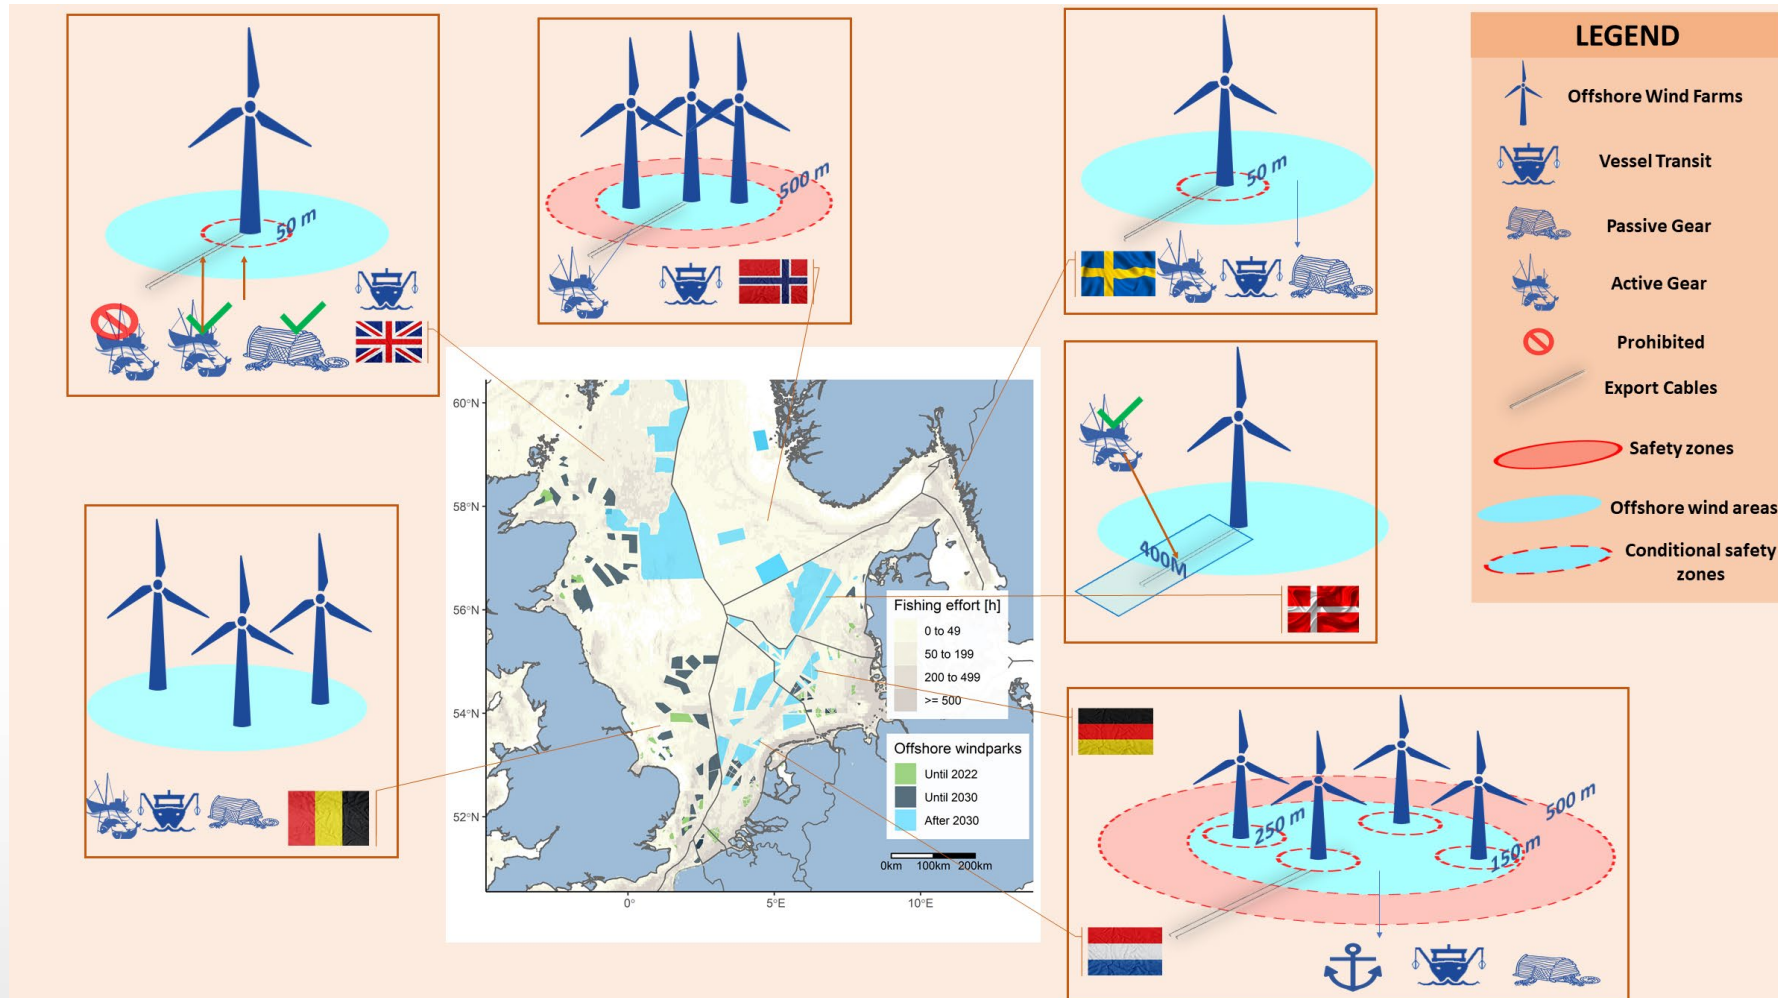 50 m
500 m
50 m
LEGEND
Offshore Wind Farms
Vessel Transit
Passive Gear
Active Gear
Prohibited
Export Cables
Safety zones
Offshore wind areas
Conditional safety
zones
400M
60°N
58°N
56°N
54°N
52°N
0°
5°E
10°E
Fishing effort [h]
0 to 49
50 to 199
200 to 499
>= 500
Offshore windparks
Until 2022
Until 2030
After 2030
0km 100km 200km
500 m
250 m
150 m